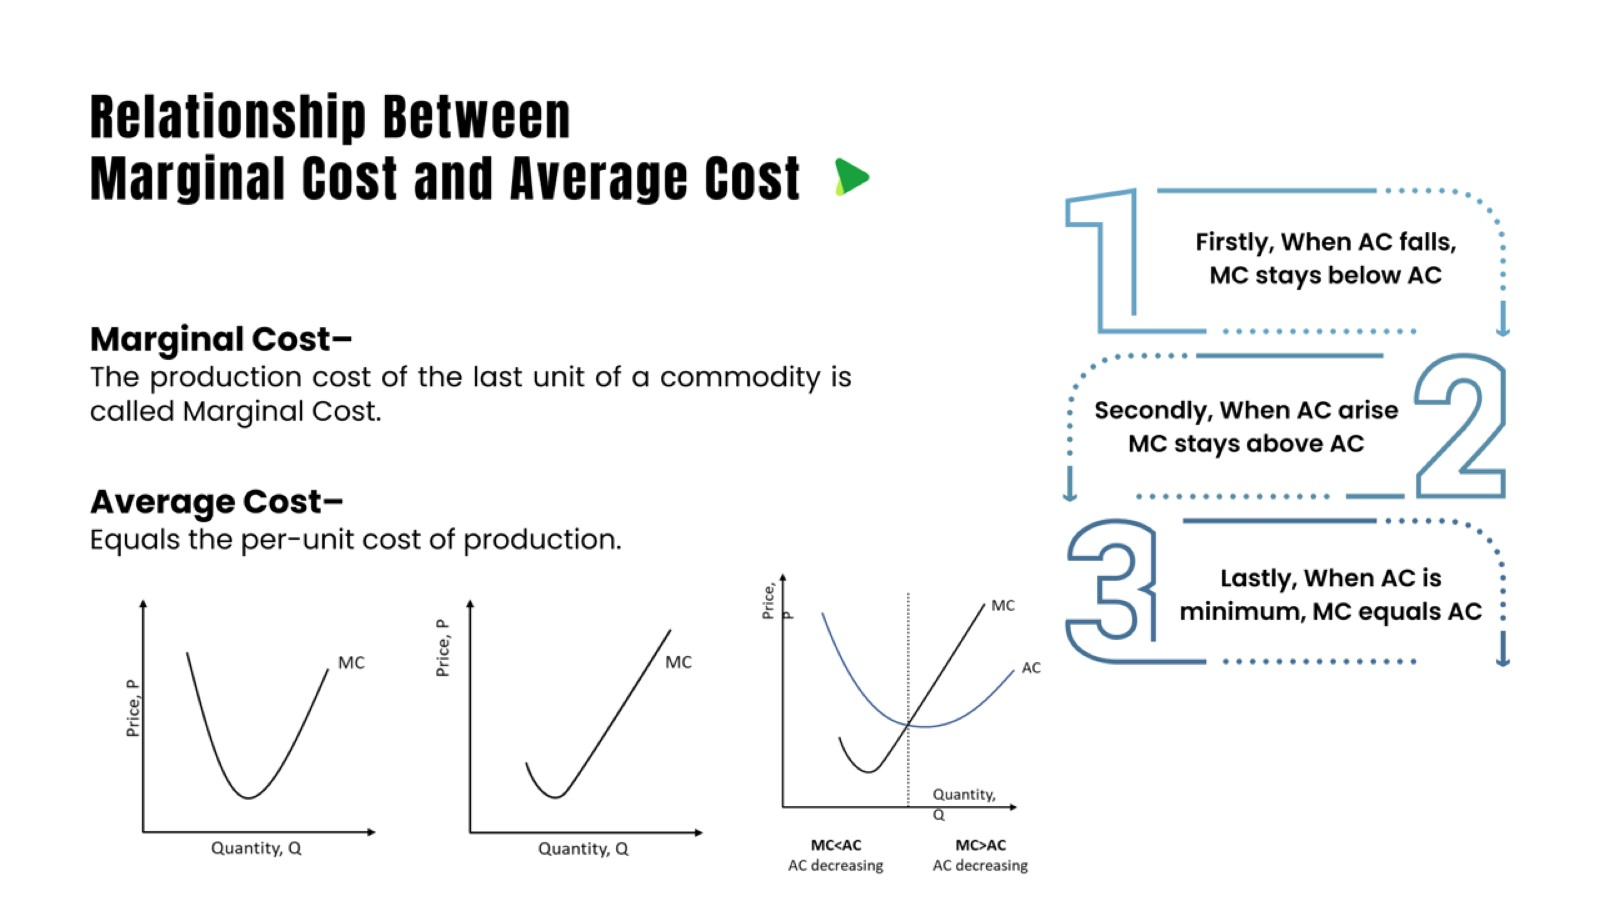 Relationship Between
Marginal Cost and Average Cost
Marginal Cost–
The production cost of the last unit of a commodity is
called Marginal Cost.
Average Cost–
Equals the per-unit cost of production.
Price, P
MC
Quantity, Q
Price, P
MC
Quantity, Q
Price,
P
MC
AC
Quantity,
Q
MC<AC
AC decreasing
MC>AC
AC decreasing
1
Firstly, When AC falls,
MC stays below AC
2
Secondly, When AC arise
MC stays above AC
3
Lastly, When AC is
minimum, MC equals AC